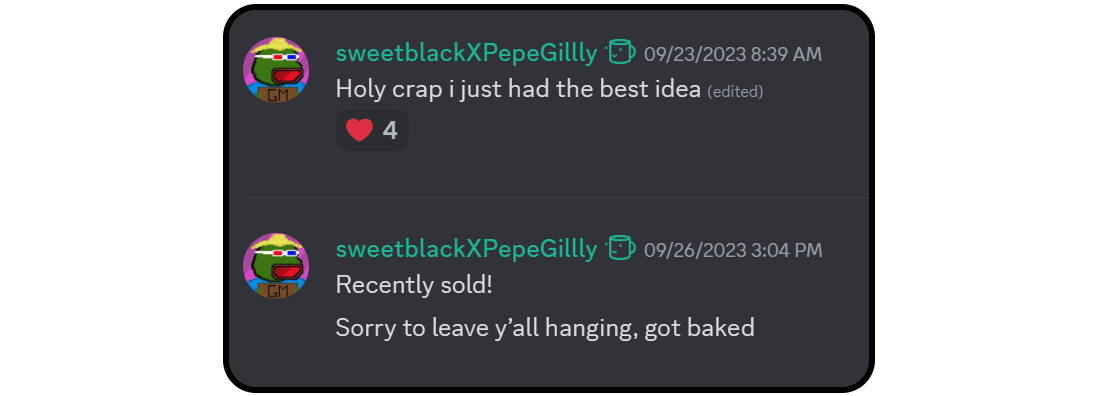 sweetblackXPepeGillly 09/23/2023 8:39 AM
Holy crap i just had the best idea (edited)
4
sweetblackXPepeGillly 09/26/2023 3:04 PM
Recently sold!
Sorry to leave y’all hanging, got baked
GM
GM